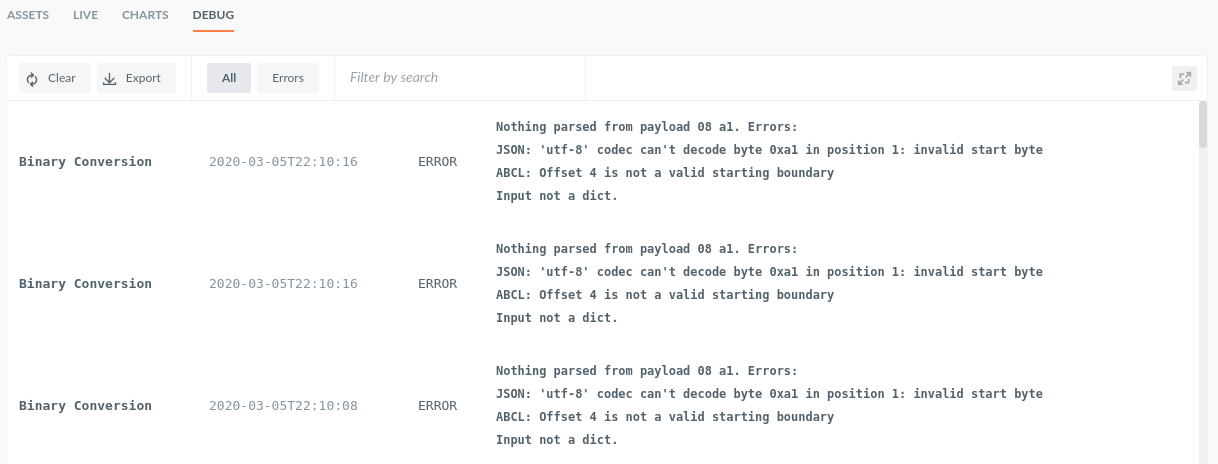 ASSETS LIVE CHARTS DEBUG
Clear Export All Errors Filter by search
Nothing parsed from payload 08 a1. Errors:
JSON: 'utf-8' codec can't decode byte 0xa1 in position 1: invalid start byte
Binary Conversion 2020-03-05T22:10:16 ERROR
ABCL: Offset 4 is not a valid starting boundary
Input not a dict.
Nothing parsed from payload 08 a1. Errors:
JSON: 'utf-8' codec can't decode byte 0xa1 in position 1: invalid start byte
Binary Conversion 2020-03-05T22:10:16 ERROR
ABCL: Offset 4 is not a valid starting boundary
Input not a dict.
Nothing parsed from payload 08 a1. Errors:
JSON: 'utf-8' codec can't decode byte 0xa1 in position 1: invalid start byte
Binary Conversion 2020-03-05T22:10:08 ERROR
ABCL: Offset 4 is not a valid starting boundary
Input not a dict.